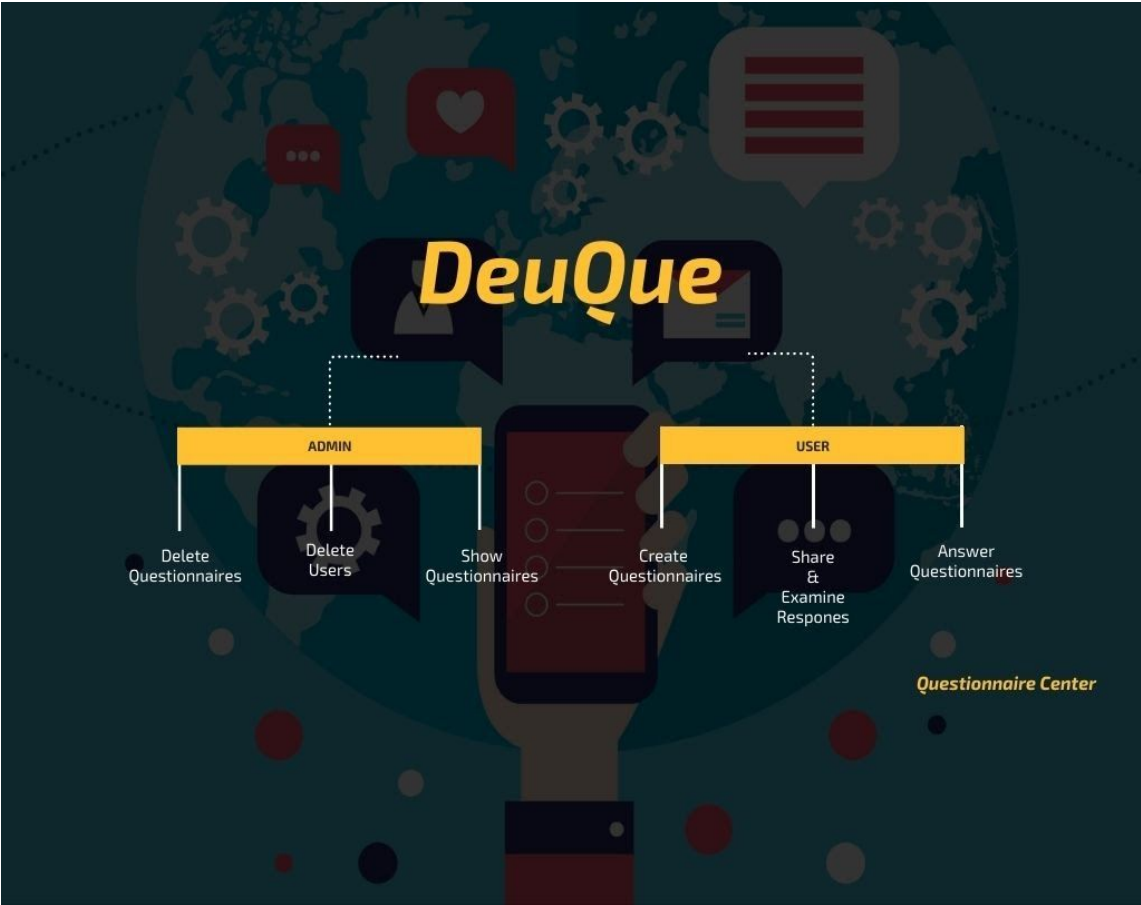 DeuQue
ADMIN
USER
Delete
Questionnaires
Delete
Users
Show
Questionnaires
Create
Questionnaires
Share
&
Examine
Respones
Answer
Questionnaires
Questionnaire Center